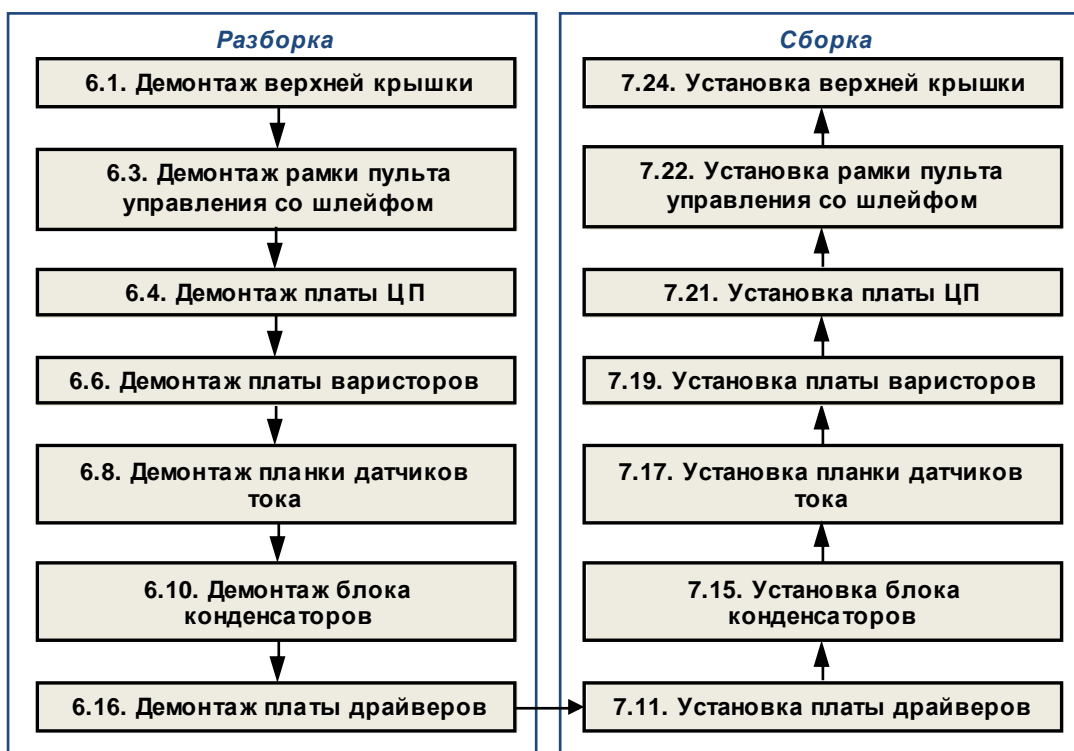 Разборка
6.1. Демонтаж верхней крышки
6.3. Демонтаж рамки пульта
управления со шлейфом
6.4. Демонтаж платы ЦП
6.6. Демонтаж платы варисторов
6.8. Демонтаж планки датчиков
тока
6.10. Демонтаж блока
конденсаторов
6.16. Демонтаж платы драйверов
Сборка
7.24. Установка верхней крышки
7.22. Установка рамки пульта
управления со шлейфом
7.21. Установка платы ЦП
7.19. Установка платы варисторов
7.17. Установка планки датчиков
тока
7.15. Установка блока
конденсаторов
7.11. Установка платы драйверов